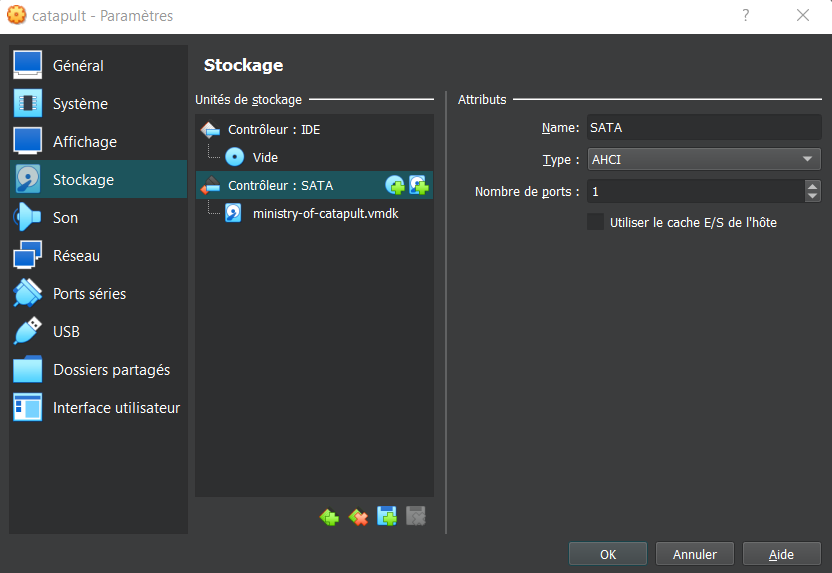 catapult - Paramètres
?
Général
Système
Affichage
Stockage
Son
Réseau
Ports séries
USB
Dossiers partagés
Interface utilisateur
Stockage
Unités de stockage
Contrôleur : IDE
Vide
Contrôleur : SATA
ministry-of-catapult.vmdk
Attributs
Name: SATA
Type : AHCI
Nombre de ports : 1
Utiliser le cache E/S de l'hôte
OK
Annuler
Aide